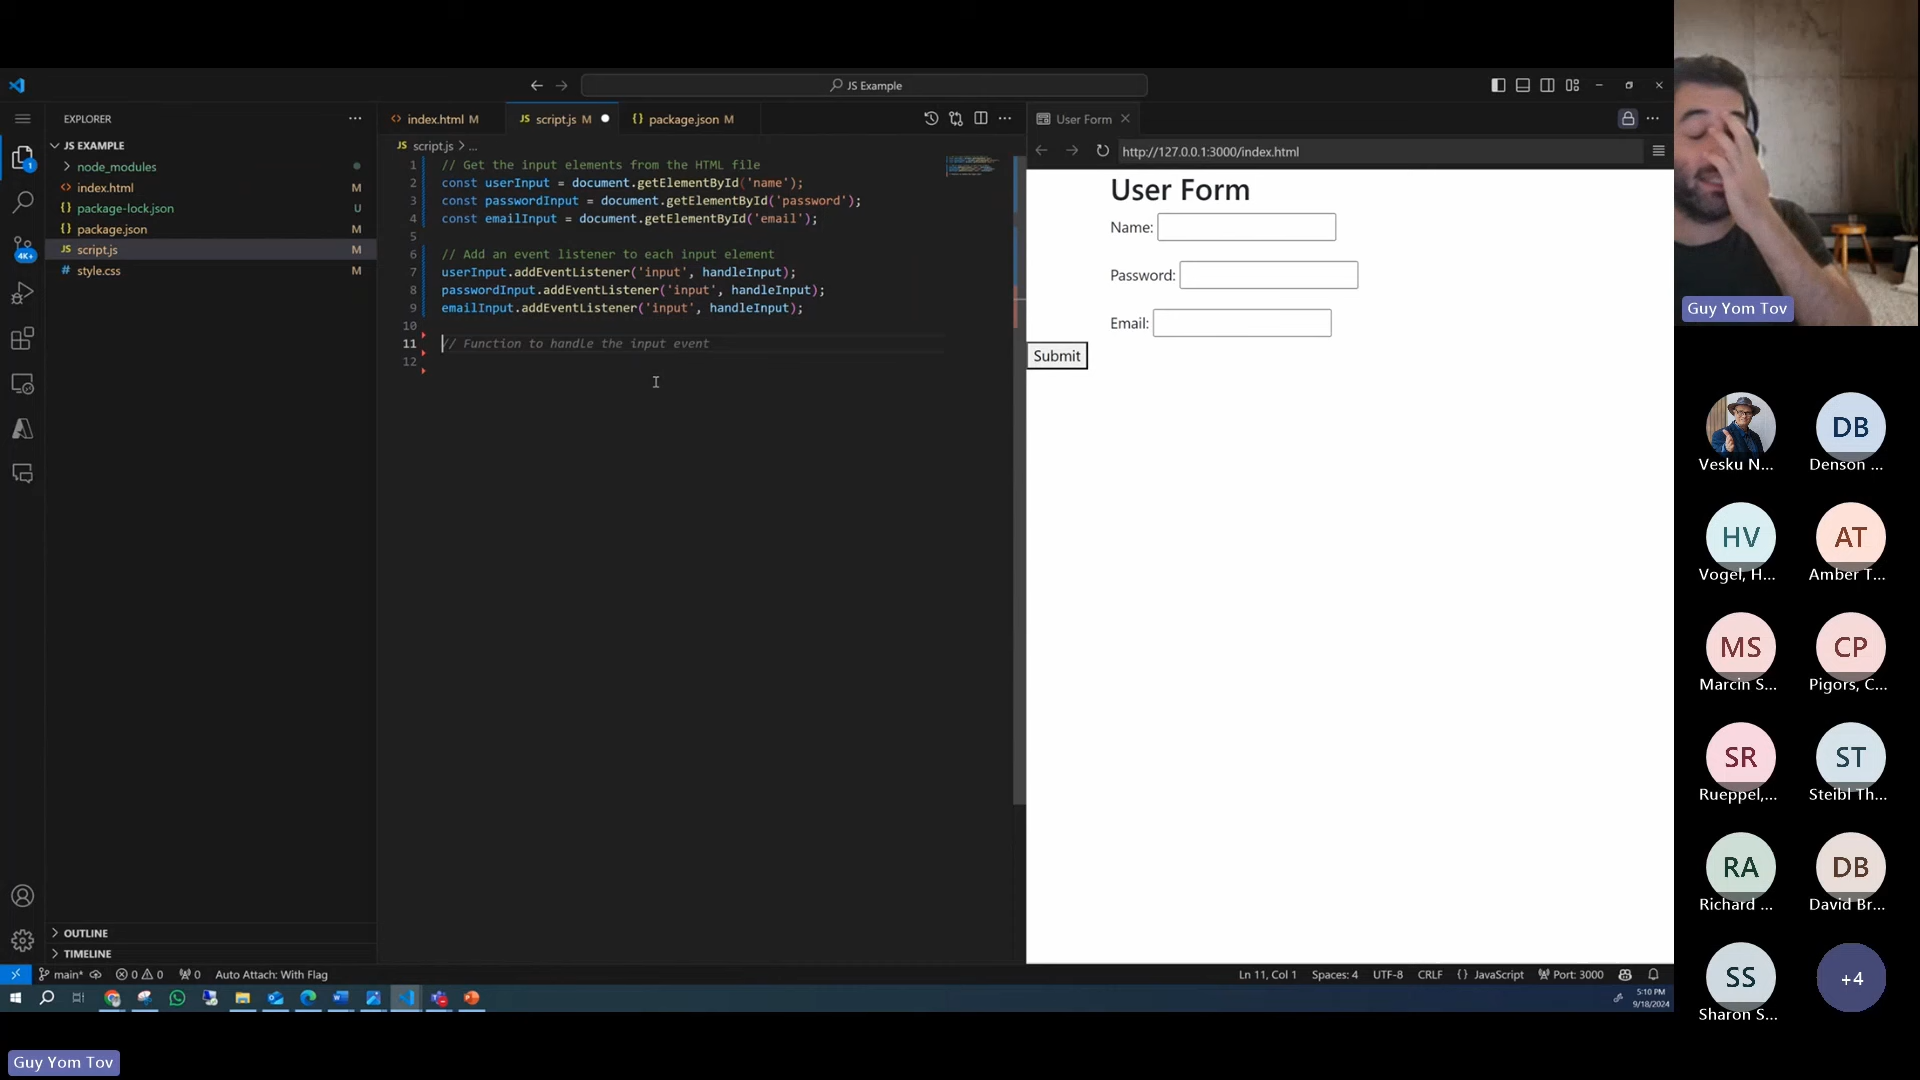 JS Example
EXPLORER
JS EXAMPLE
node_modules
index.html M
package-lock.json U
package.json M
script.js M
style.css M
1
4K+
OUTLINE
TIMELINE
index.html M
JS script.js M
{} package.json M
JS script.js > ...
1 // Get the input elements from the HTML file
2 const userInput = document.getElementById('name');
3 const passwordInput = document.getElementById('password');
4 const emailInput = document.getElementById('email');
5
6 // Add an event listener to each input element
7 userInput.addEventListener('input', handleInput);
8 passwordInput.addEventListener('input', handleInput);
9 emailInput.addEventListener('input', handleInput);
10
11 // Function to handle the input event
12
User Form
http://127.0.0.1:3000/index.html
User Form
Name:
Password:
Email:
Submit
main*
0 0
0
Auto Attach: With Flag
Ln 11, Col 1
Spaces: 4
UTF-8
CRLF
{} JavaScript
Port: 3000
5:10 PM
9/18/2024
Guy Yom Tov
Vesku N...
DB
Denson ...
HV
Vogel, H...
AT
Amber T...
MS
Marcin S...
CP
Pigors, C...
SR
Rueppel,...
ST
Steibl Th...
RA
Richard ...
DB
David Br...
SS
Sharon S...
+4
Guy Yom Tov